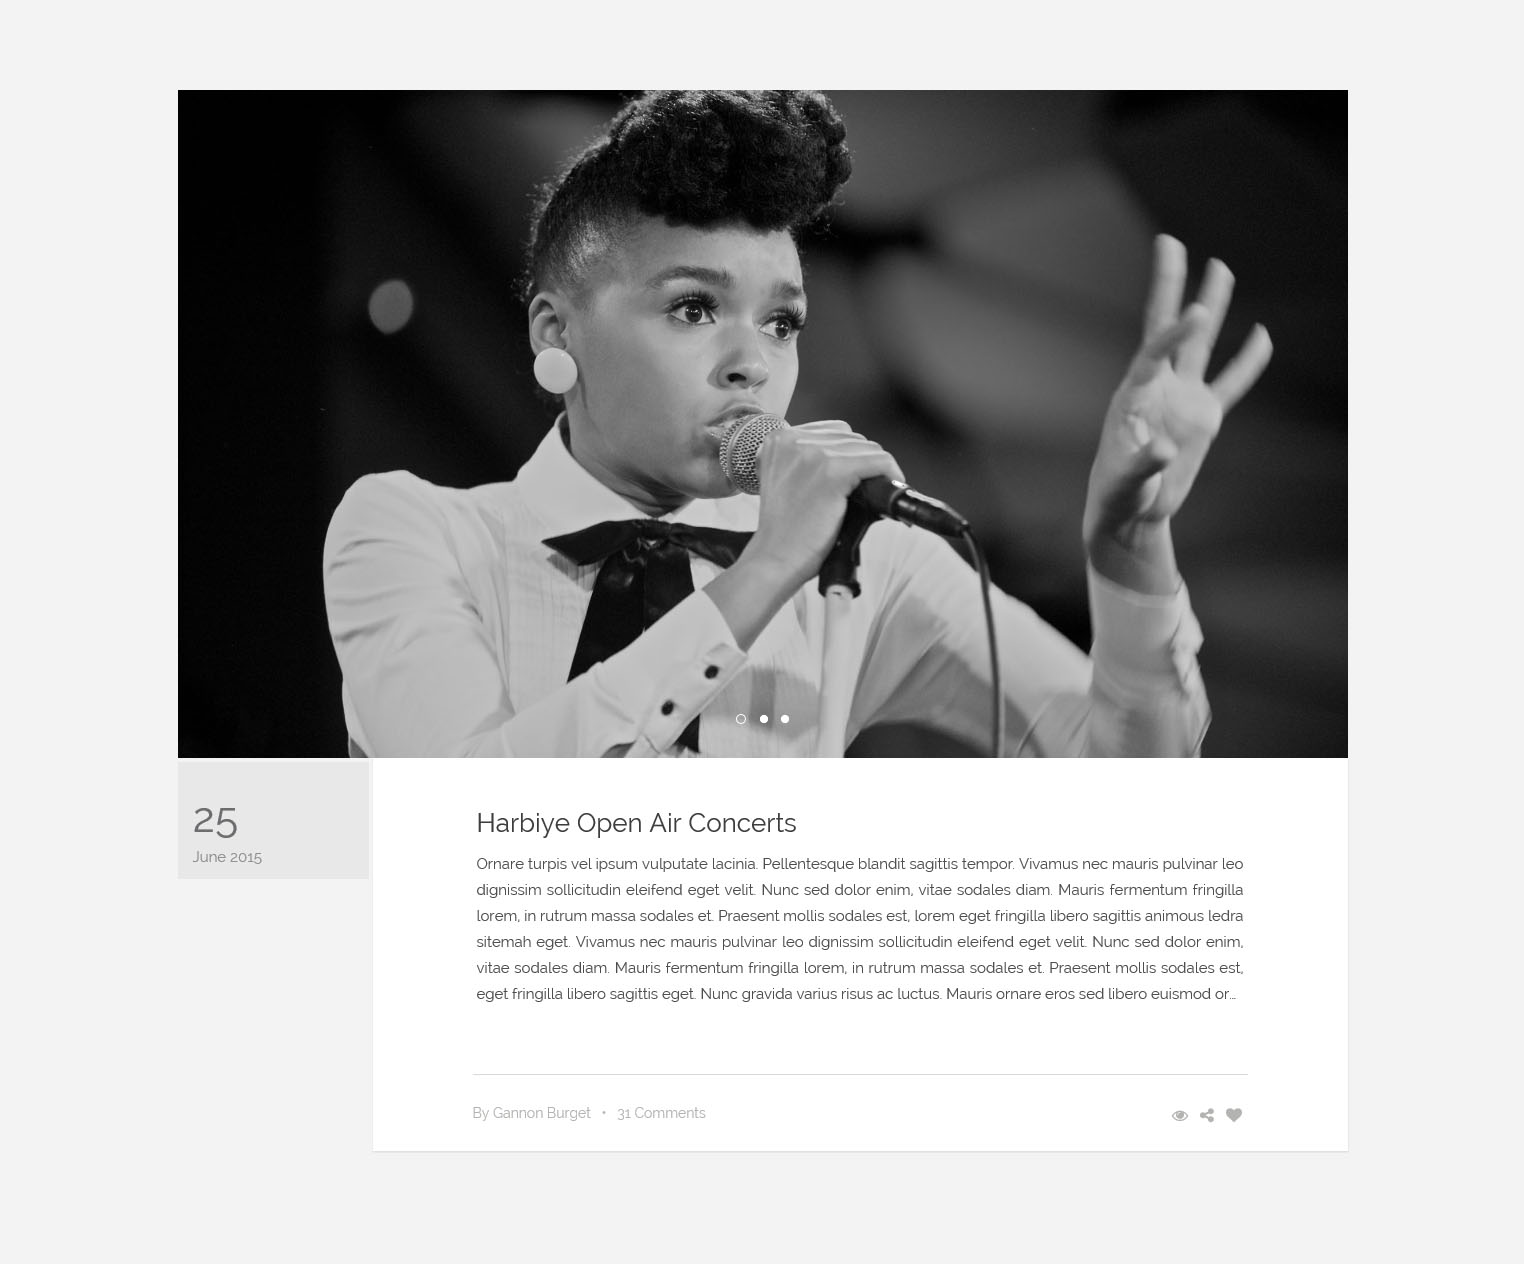 25
June 2015
Harbiye Open Air Concerts
Ornare turpis vel ipsum vulputate lacinia. Pellentesque blandit sagittis tempor. Vivamus nec mauris pulvinar leo
dignissim sollicitudin eleifend eget velit. Nunc sed dolor enim, vitae sodales diam. Mauris fermentum fringilla
lorem, in rutrum massa sodales et. Praesent mollis sodales est, lorem eget fringilla libero sagittis animous ledra
sitemah eget. Vivamus nec mauris pulvinar leo dignissim sollicitudin eleifend eget velit. Nunc sed dolor enim,
vitae sodales diam. Mauris fermentum fringilla lorem, in rutrum massa sodales et. Praesent mollis sodales est,
eget fringilla libero sagittis eget. Nunc gravida varius risus ac luctus. Mauris ornare eros sed libero euismod or...
By Gannon Burget • 31 Comments